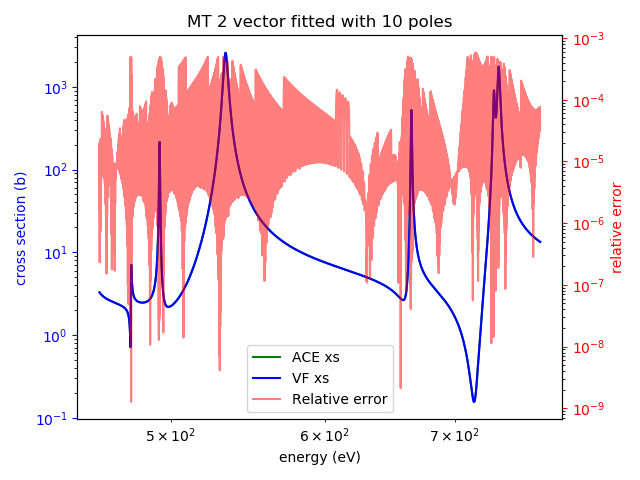 MT 2 vector fitted with 10 poles
cross section (b)
10³
10²
10¹
10⁰
10⁻¹
10⁻³
10⁻⁴
10⁻⁵
10⁻⁶
10⁻⁷
10⁻⁸
10⁻⁹
relative error
ACE xs
VF xs
Relative error
5 × 10² 6 × 10² 7 × 10²
energy (eV)